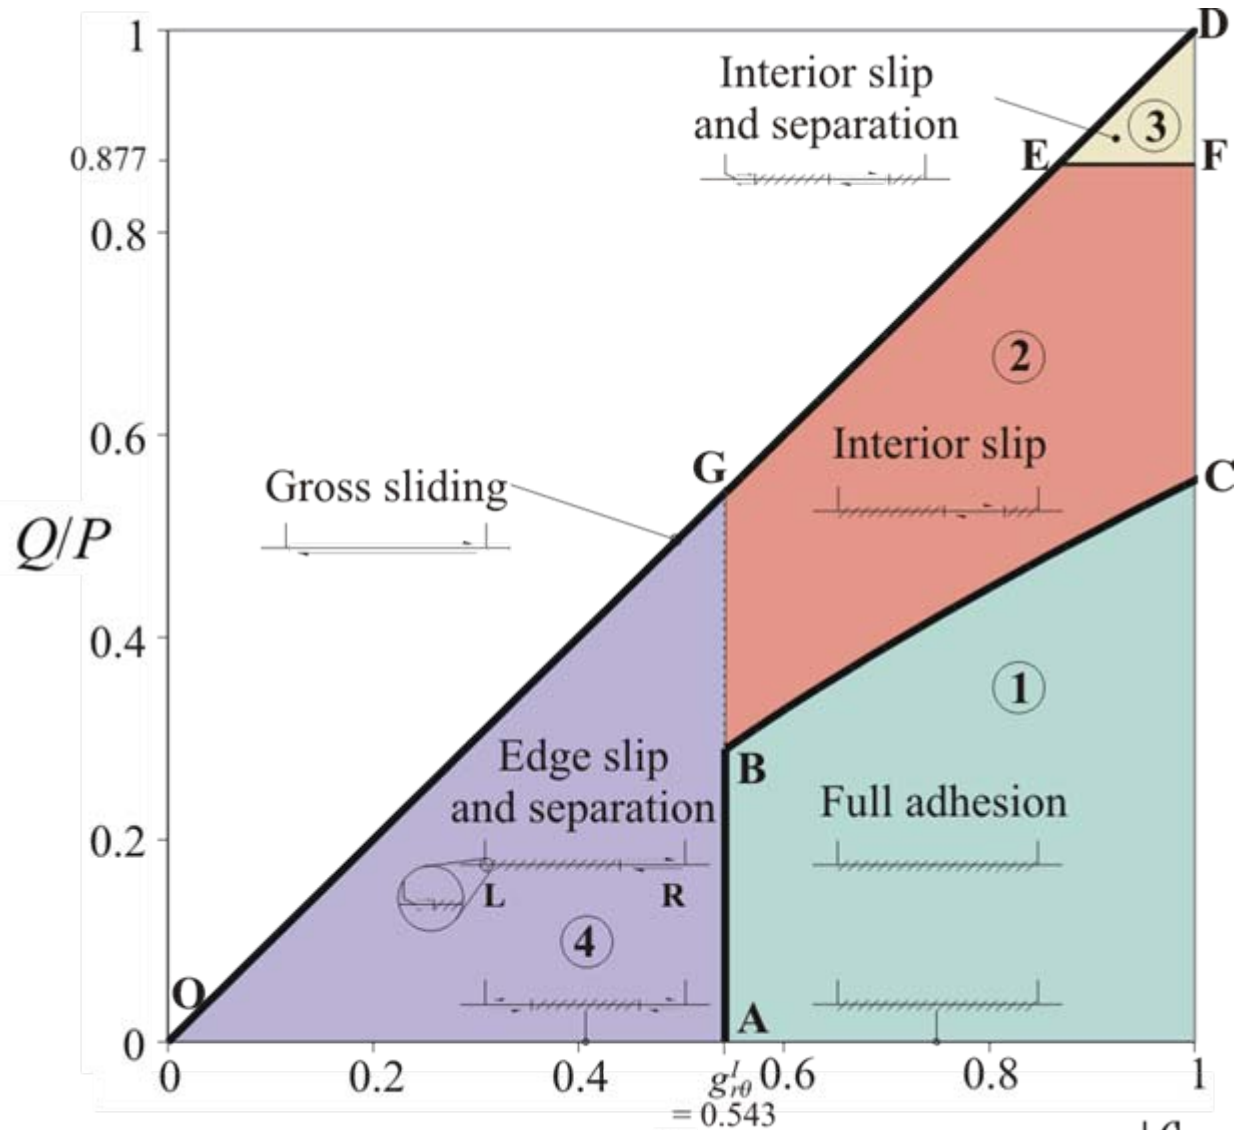 1
D
Interior slip
and separation
3
0.877
E
F
0.8
2
0.6
G
Interior slip
C
Gross sliding
Q/P
0.4
1
Edge slip
and separation
B
Full adhesion
0.2
L
R
4
O
A
0
0
0.2
0.4
g^I_{rθ}
0.6
0.8
1
= 0.543